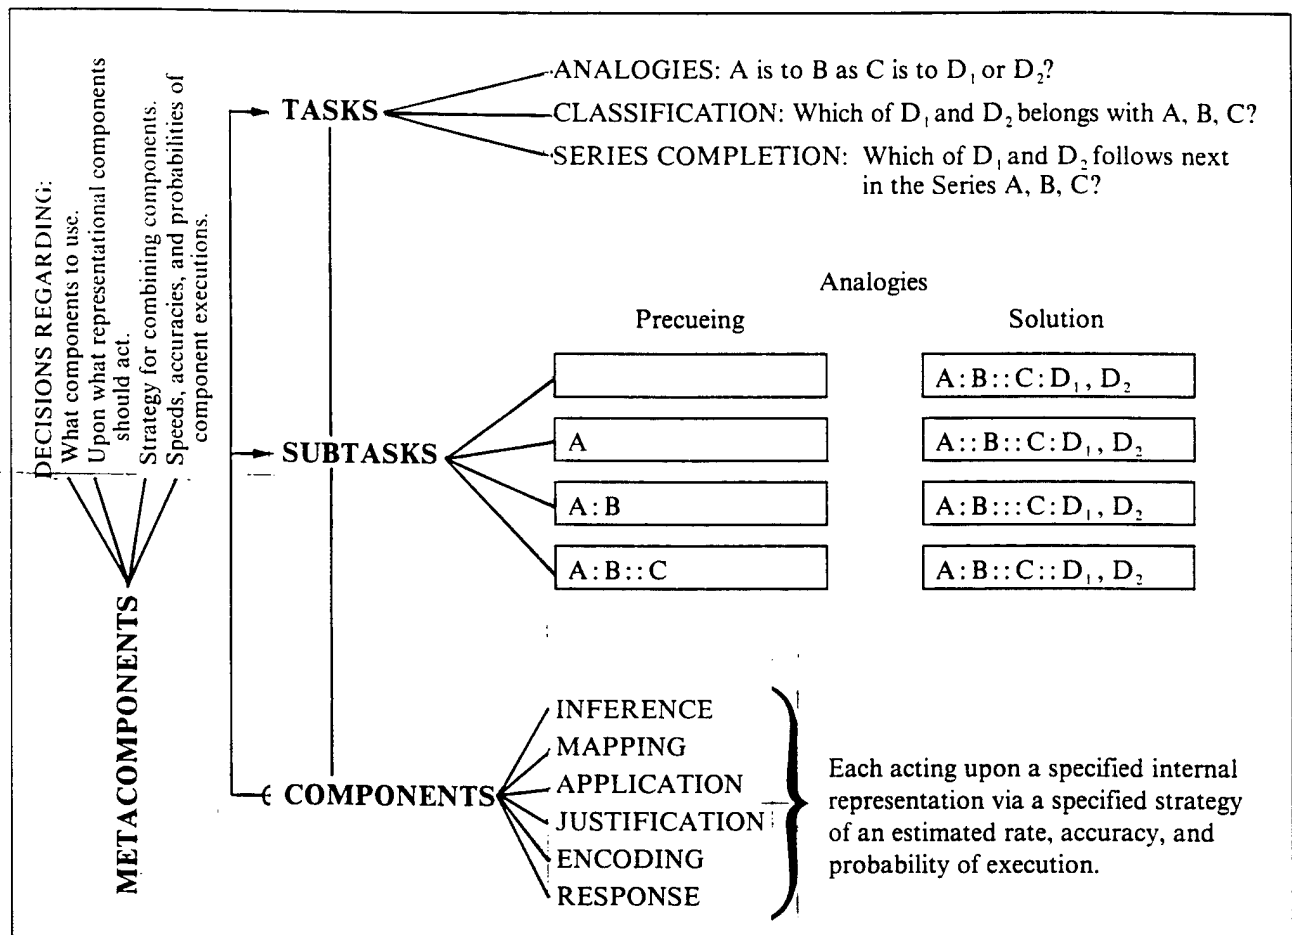 DECISIONS REGARDING:
What components to use.
Upon what representational components
should act.
Strategy for combining components.
Speeds, accuracies, and probabilities of
component executions.
METACOMPONENTS
TASKS
ANALOGIES: A is to B as C is to D₁ or D₂?
CLASSIFICATION: Which of D₁ and D₂ belongs with A, B, C?
SERIES COMPLETION: Which of D₁ and D₂ follows next
in the Series A, B, C?
SUBTASKS
Analogies
Precueing Solution
A:B::C:D₁, D₂
A A::B::C:D₁, D₂
A:B A:B:::C:D₁, D₂
A:B::C A:B::C::D₁, D₂
COMPONENTS
INFERENCE
MAPPING
APPLICATION
JUSTIFICATION
ENCODING
RESPONSE
Each acting upon a specified internal
representation via a specified strategy
of an estimated rate, accuracy, and
probability of execution.